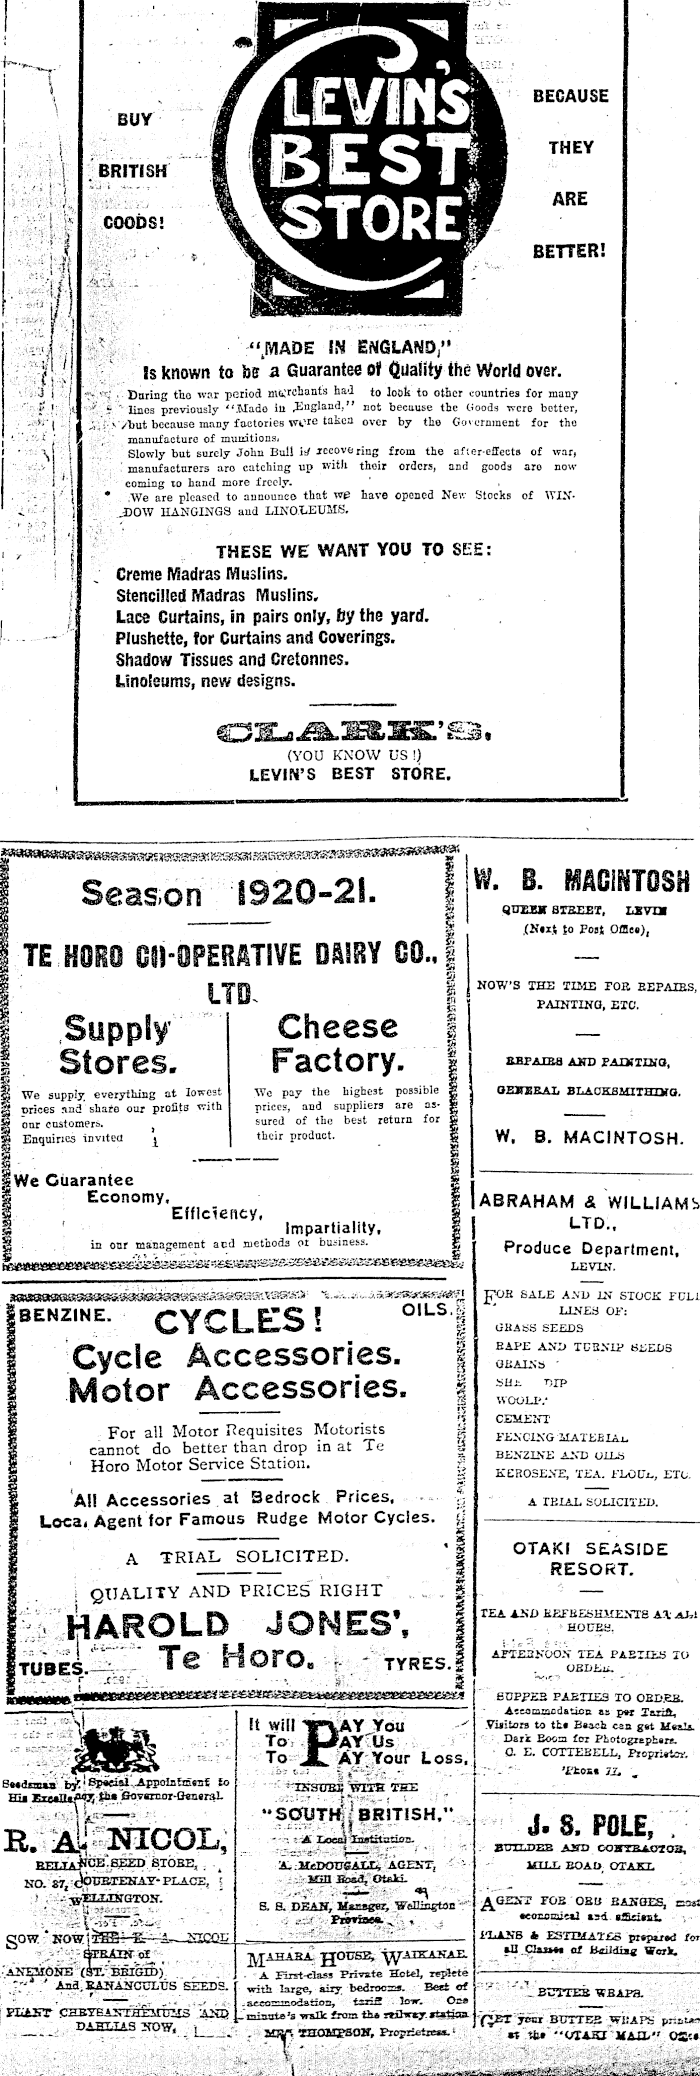 BUY
BRITISH
GOODS!
LEVIN'S
BEST
STORE
BECAUSE
THEY
ARE
BETTER!
"MADE IN ENGLAND,"
Is known to be a Guarantee of Quality the World over.
During the war period merchants had to look to other countries for many
lines previously "Made in England," not because the Goods were better,
but because many factories were taken over by the Government for the
manufacture of munitions.
Slowly but surely John Bull is recovering from the after-effects of war,
manufacturers are catching up with their orders, and goods are now
coming to hand more freely.
We are pleased to announce that we have opened New Stocks of WIN-
DOW HANGINGS and LINOLEUMS.
THESE WE WANT YOU TO SEE:
Creme Madras Muslins.
Stencilled Madras Muslins.
Lace Curtains, in pairs only, by the yard.
Plushette, for Curtains and Coverings.
Shadow Tissues and Cretonnes.
Linoleums, new designs.
CLARK'S,
(YOU KNOW US!)
LEVIN'S BEST STORE.
Season 1920-21.
TE HORO CO-OPERATIVE DAIRY CO.,
LTD.
Supply
Stores.
We supply everything at lowest
prices and share our profits with
our customers.
Enquiries invited
Cheese
Factory.
We pay the highest possible
prices, and suppliers are as-
sured of the best return for
their product.
We Guarantee
Economy,
Efficiency,
Impartiality,
in our management and methods of business.
BENZINE.
OILS.
CYCLES!
Cycle Accessories.
Motor Accessories.
For all Motor Requisites Motorists
cannot do better than drop in at Te
Horo Motor Service Station.
All Accessories at Bedrock Prices,
Local Agent for Famous Rudge Motor Cycles.
A TRIAL SOLICITED.
QUALITY AND PRICES RIGHT
HAROLD JONES',
Te Horo.
TUBES.
TYRES.
Seedsman by Special Appointment to
His Excellency the Governor-General.
R. A. NICOL,
RELIANCE SEED STORE,
NO. 37, COURTENAY-PLACE,
WELLINGTON.
SOW NOW THE R. A. NICOL
STRAIN of
ANEMONE (ST. BRIGID)
And RANANCULUS SEEDS.
PLANT CHRYSANTHEMUMS AND
DAHLIAS NOW.
It will PAY You
To PAY Us
To PAY Your Loss,
INSURE WITH THE
"SOUTH BRITISH,"
A Local Institution.
A. McDOUGALL, AGENT,
Mill Road, Otaki.
S. S. DEAN, Manager, Wellington
Province.
MAHARA HOUSE, WAIKANAE.
A First-class Private Hotel, replete
with large, airy bedrooms. Best of
accommodation, tariff low. One
minute's walk from the railway station
MRS THOMPSON, Proprietress.
W. B. MACINTOSH
QUEEN STREET, LEVIN
(Next to Post Office),
NOW'S THE TIME FOR REPAIRS,
PAINTING, ETC.
REPAIRS AND PAINTING,
GENERAL BLACKSMITHING.
W. B. MACINTOSH.
ABRAHAM & WILLIAMS
LTD.,
Produce Department,
LEVIN.
FOR SALE AND IN STOCK FULL
LINES OF:
GRASS SEEDS
RAPE AND TURNIP SEEDS
GRAINS
DIP
CEMENT
FENCING MATERIAL
BENZINE AND OILS
KEROSENE, TEA, FLOUR, ETC.
A TRIAL SOLICITED.
OTAKI SEASIDE
RESORT.
TEA AND REFRESHMENTS AT ALL
HOURS.
AFTERNOON TEA PARTIES TO
ORDER.
SUPPER PARTIES TO ORDER.
Accommodation as per Tariff.
Visitors to the Beach can get Meals.
Dark Room for Photographers.
C. E. COTTEBELL, Proprietor.
'Phone
J. S. POLE,
BUILDER AND CONTRACTOR,
MILL ROAD, OTAKI.
AGENT FOR ORB RANGES, most
economical and efficient.
PLANS & ESTIMATES prepared for
all Classes of Building Work.
BUTTER WRAPS.
GET your BUTTER WRAPS printed
at the "OTAKI MAIL" Office